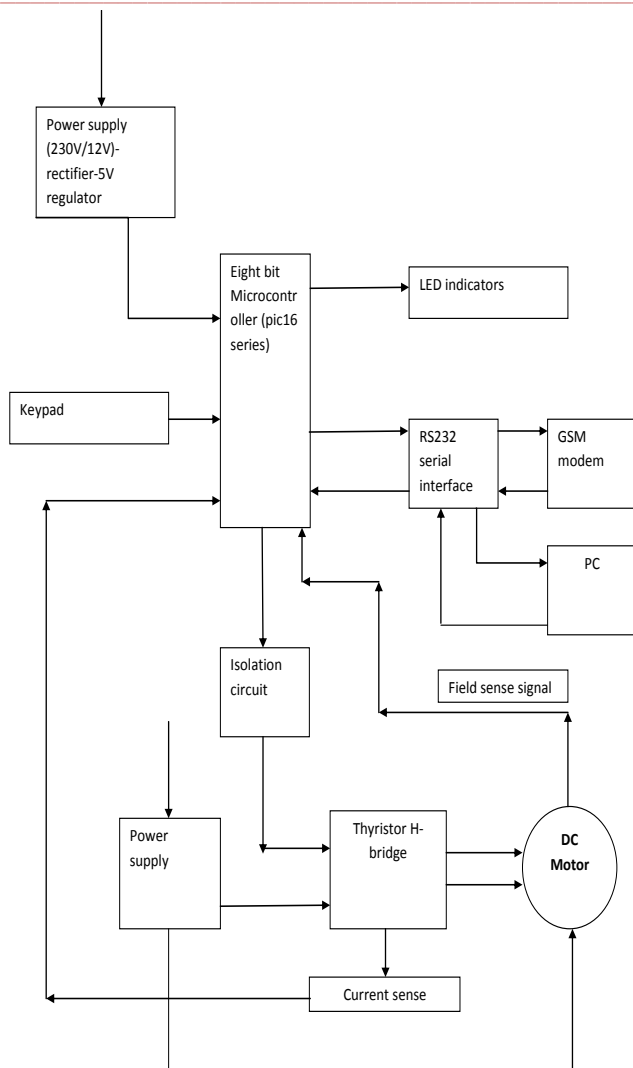 Power supply
(230V/12V)-
rectifier-5V
regulator
Eight bit
Microcontr
oller (pic16
series)
LED indicators
Keypad
RS232
serial
interface
GSM
modem
PC
Isolation
circuit
Field sense signal
Power
supply
Thyristor H-
bridge
DC
Motor
Current sense